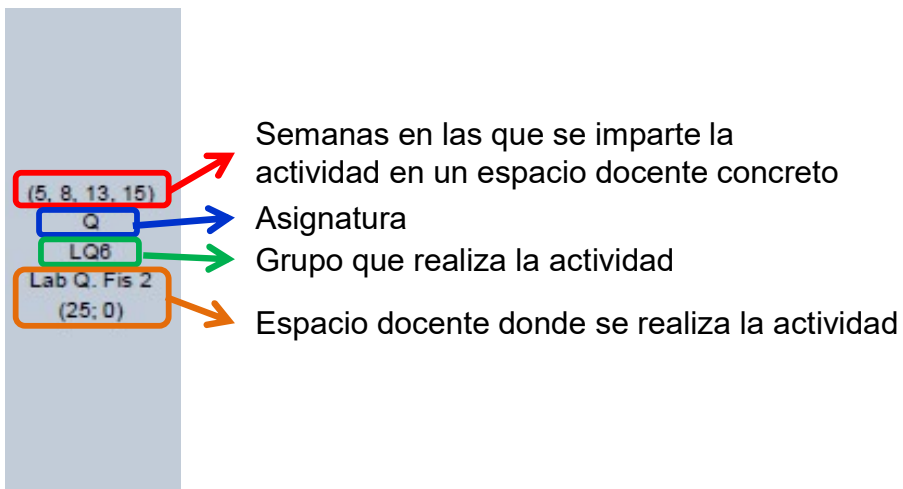 (5, 8, 13, 15)
Q
LQ6
Lab Q. Fis 2
(25; 0)
Semanas en las que se imparte la
actividad en un espacio docente concreto
Asignatura
Grupo que realiza la actividad
Espacio docente donde se realiza la actividad